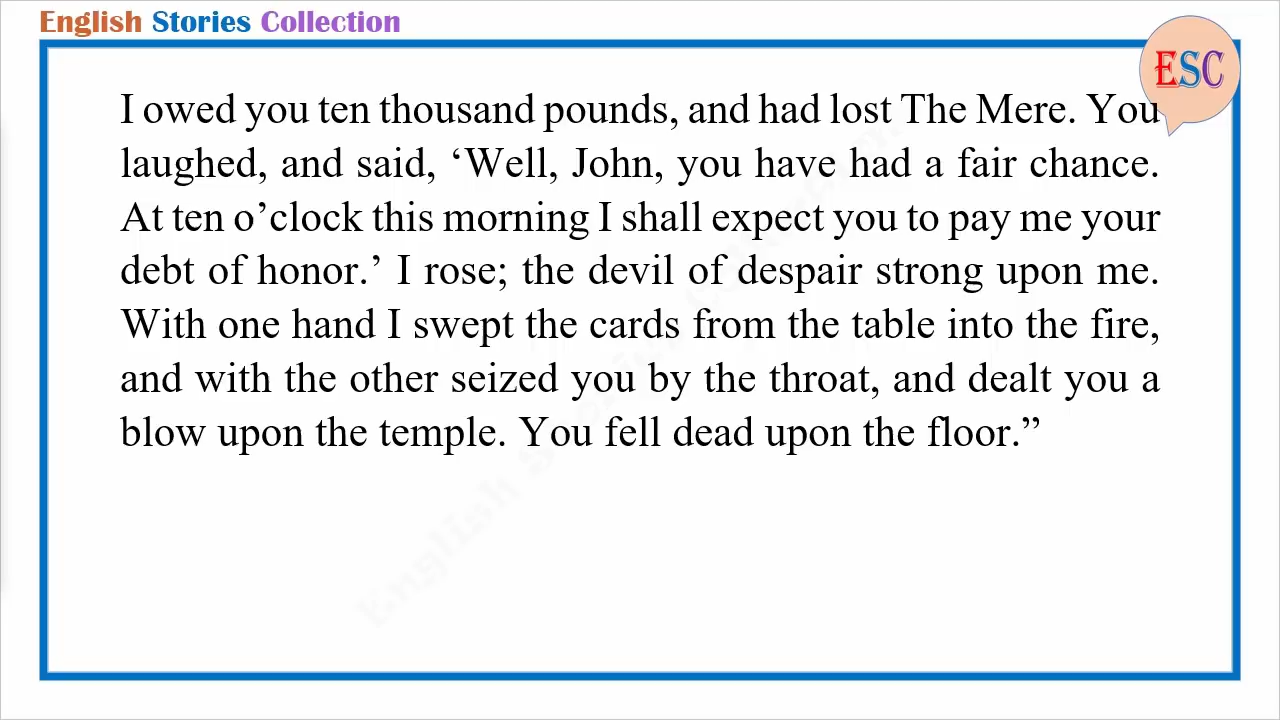 English Stories Collection
ESC
I owed you ten thousand pounds, and had lost The Mere. You
laughed, and said, ‘Well, John, you have had a fair chance.
At ten o’clock this morning I shall expect you to pay me your
debt of honor.’ I rose; the devil of despair strong upon me.
With one hand I swept the cards from the table into the fire,
and with the other seized you by the throat, and dealt you a
blow upon the temple. You fell dead upon the floor.”